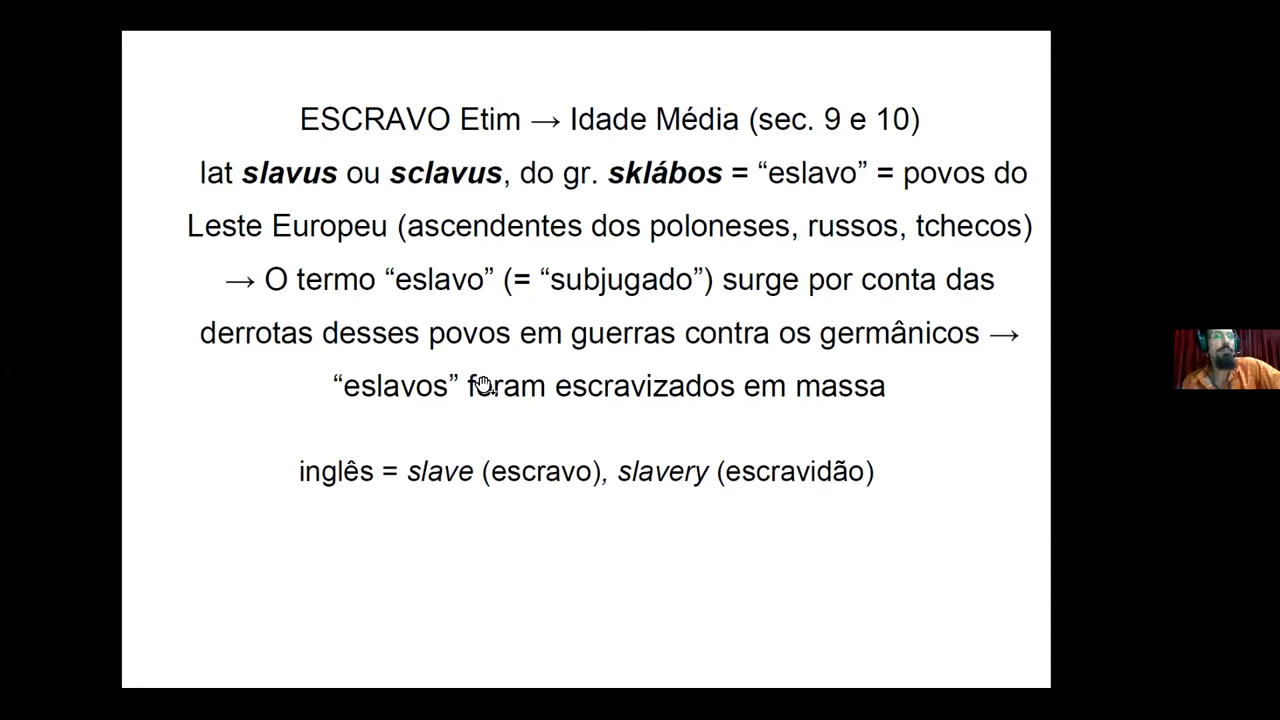 ESCRAVO Etim → Idade Média (sec. 9 e 10)
lat slavus ou sclavus, do gr. sklábos = “eslavo” = povos do
Leste Europeu (ascendentes dos poloneses, russos, tchecos)
→ O termo “eslavo” (= “subjugado”) surge por conta das
derrotas desses povos em guerras contra os germânicos →
“eslavos” foram escravizados em massa
inglês = slave (escravo), slavery (escravidão)